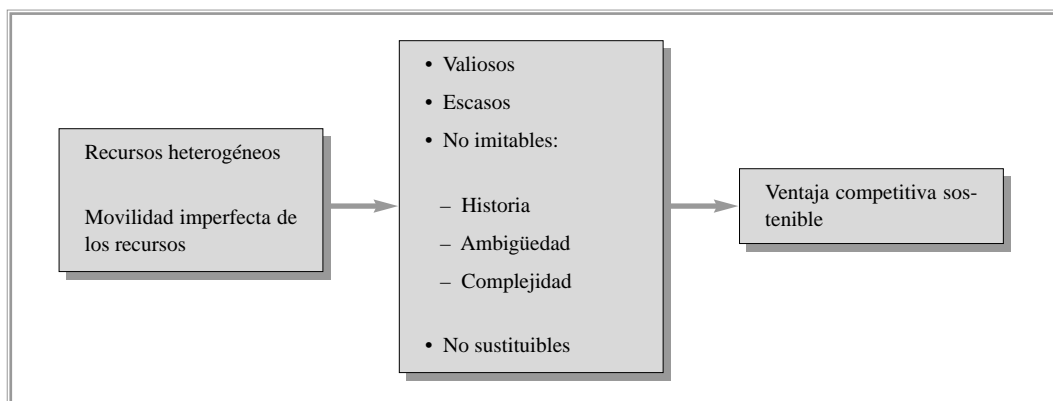 Recursos heterogéneos
Movilidad imperfecta de
los recursos
• Valiosos
• Escasos
• No imitables:
– Historia
– Ambigüedad
– Complejidad
• No sustituibles
Ventaja competitiva sos-
tenible